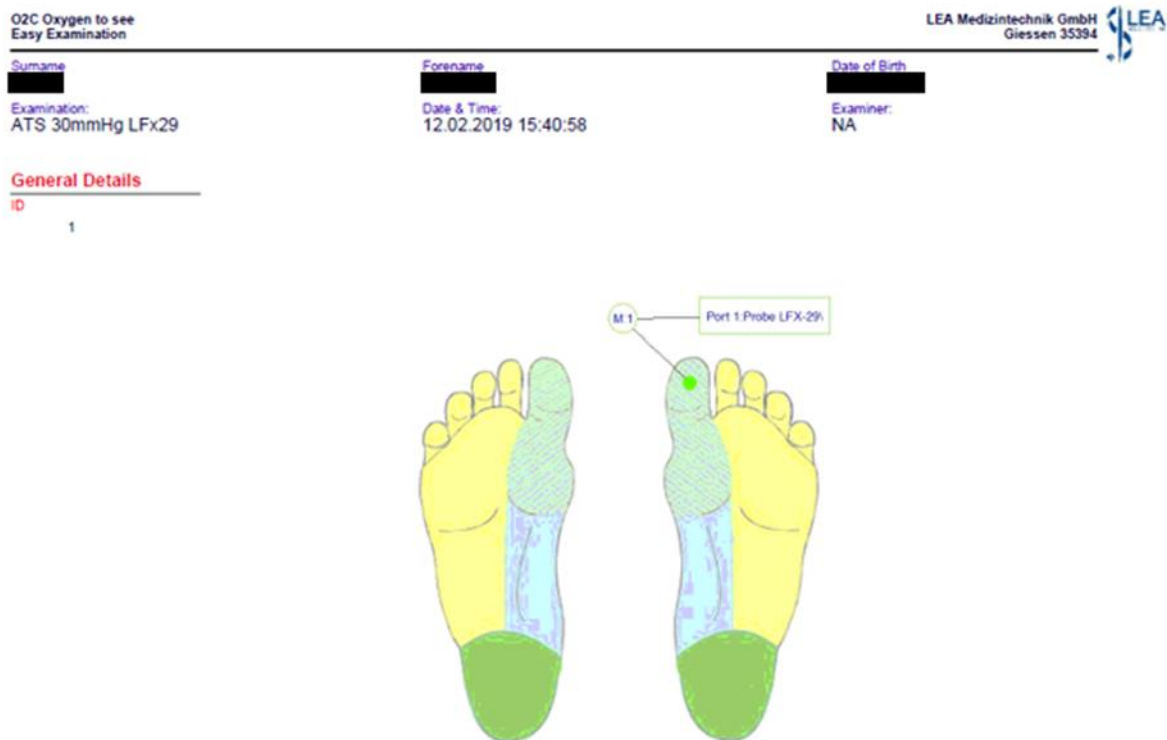 O2C Oxygen to see
Easy Examination
LEA Medizintechnik GmbH
Giessen 35394
LEA
Surname
Forename
Date of Birth
Examination:
ATS 30mmHg LFx29
Date & Time:
12.02.2019 15:40:58
Examiner:
NA
General Details
ID
1
M:1
Port 1:Probe LFX-29\